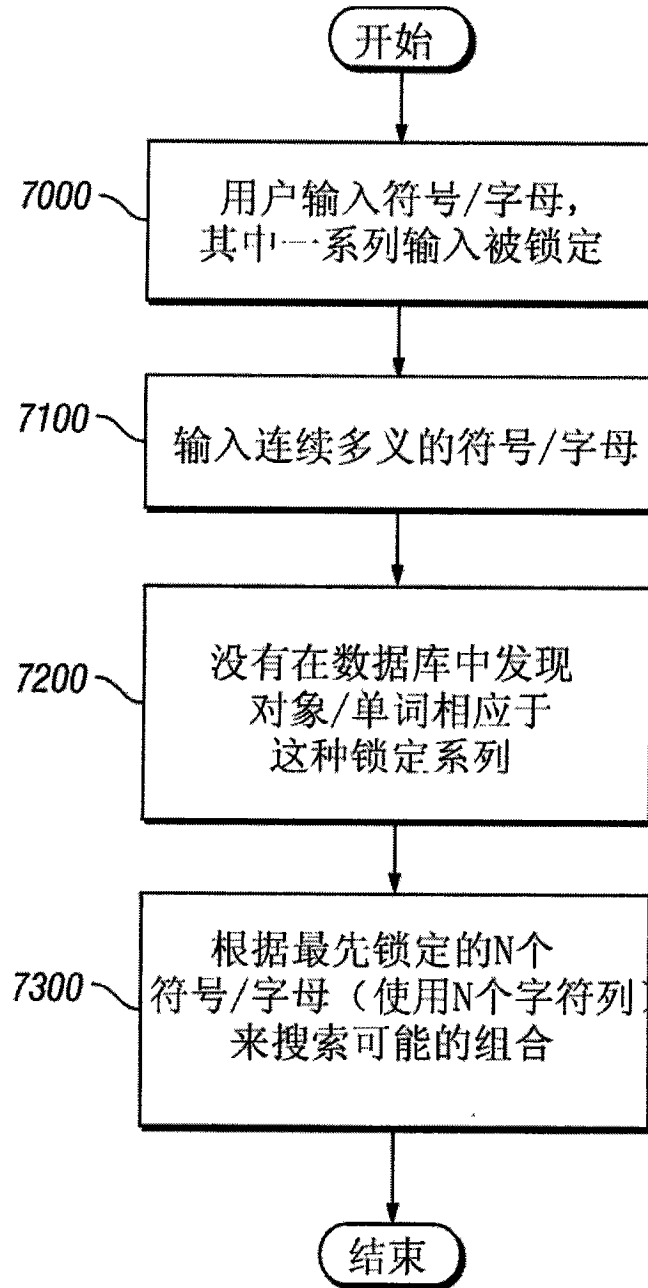 开始
7000
用户输入符号/字母，
其中一系列输入被锁定
7100
输入连续多义的符号/字母
7200
没有在数据库中发现
对象/单词相应于
这种锁定系列
7300
根据最先锁定的N个
符号/字母（使用N个字符列）
来搜索可能的组合
结束